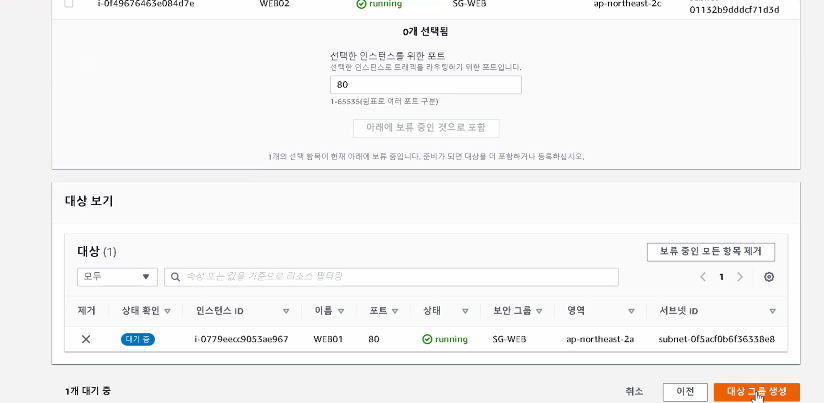 i-0f49676463e084d7e WEB02 running SG-WEB ap-northeast-2c 01132b9dddcf71d3d
0개 선택됨
선택한 인스턴스를 위한 포트
선택한 인스턴스로 트래픽을 라우팅하기 위한 포트입니다.
80
1-65535(쉼표로 여러 포트 구분)
아래에 보류 중인 것으로 포함
1개의 선택 항목이 현재 아래에 보류 중입니다. 준비가 되면 대상을 더 포함하거나 등록하십시오.
대상 보기
대상 (1) 보류 중인 모든 항목 제거
모두 속성 또는 값을 기준으로 리소스 필터링 1
제거 상태 확인 인스턴스 ID 이름 포트 상태 보안 그룹 영역 서브넷 ID
대기 중 i-0779eecc9053ae967 WEB01 80 running SG-WEB ap-northeast-2a subnet-0f5acf0b6f36338e8
1개 대기 중 취소 이전 대상 그룹 생성